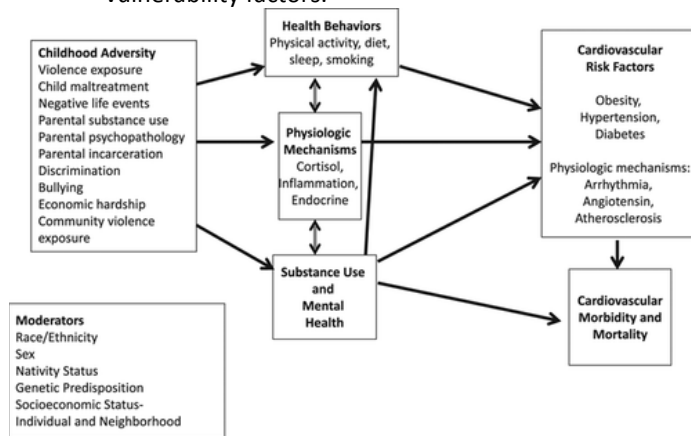 vulnerability factors.
Childhood Adversity
Violence exposure
Child maltreatment
Negative life events
Parental substance use
Parental psychopathology
Parental incarceration
Discrimination
Bullying
Economic hardship
Community violence
exposure
Health Behaviors
Physical activity, diet,
sleep, smoking
Physiologic
Mechanisms
Cortisol,
Inflammation,
Endocrine
Substance Use
and
Mental
Health
Cardiovascular
Risk Factors
Obesity,
Hypertension,
Diabetes
Physiologic mechanisms:
Arrhythmia,
Angiotensin,
Atherosclerosis
Cardiovascular
Morbidity and
Mortality
Moderators
Race/Ethnicity
Sex
Nativity Status
Genetic Predisposition
Socioeconomic Status-
Individual and Neighborhood